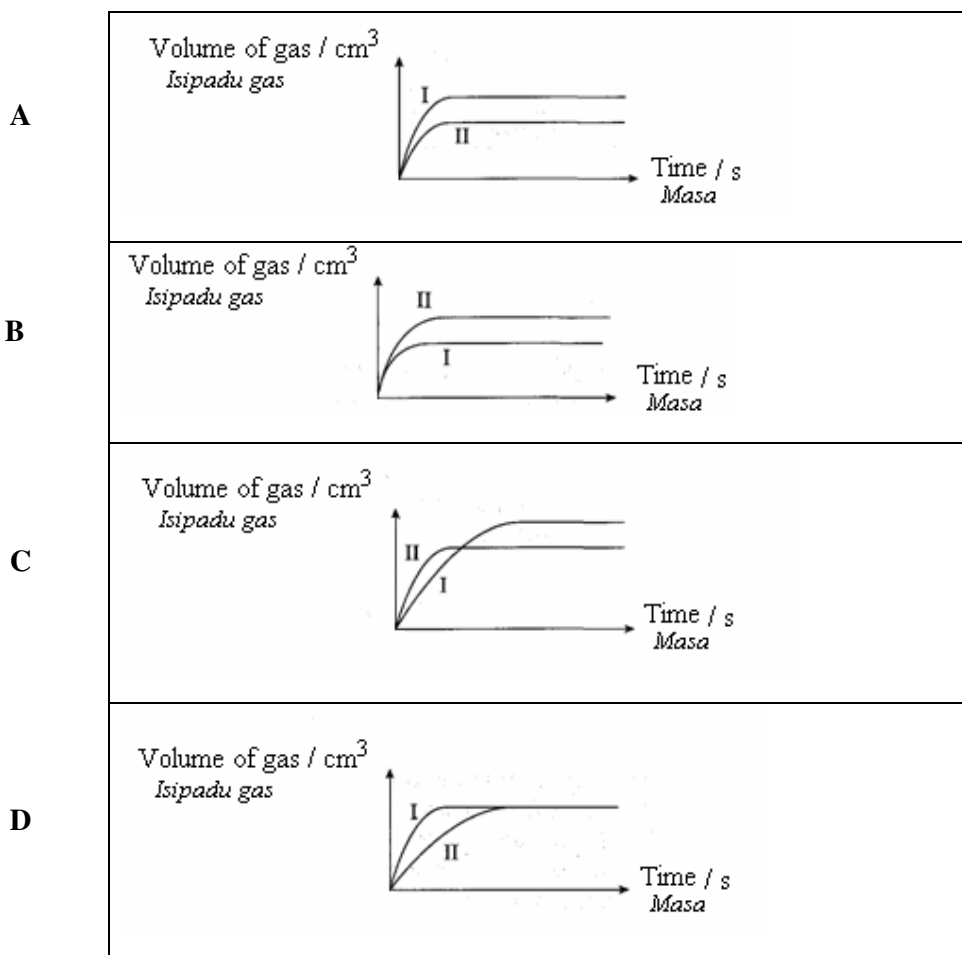 A
Volume of gas / cm³
Isipadu gas
I
II
Time / s
Masa
B
Volume of gas / cm³
Isipadu gas
II
I
Time / s
Masa
C
Volume of gas / cm³
Isipadu gas
II
I
Time / s
Masa
D
Volume of gas / cm³
Isipadu gas
I
II
Time / s
Masa